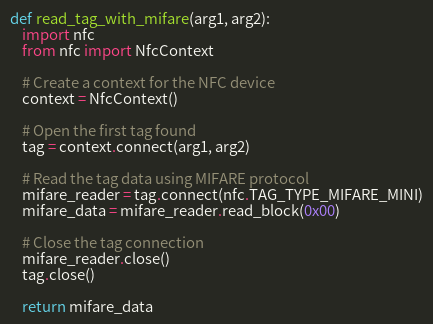 def read_tag_with_mifare(arg1, arg2):
    import nfc
    from nfc import NfcContext

    # Create a context for the NFC device
    context = NfcContext()

    # Open the first tag found
    tag = context.connect(arg1, arg2)

    # Read the tag data using MIFARE protocol
    mifare_reader = tag.connect(nfc.TAG_TYPE_MIFARE_MINI)
    mifare_data = mifare_reader.read_block(0x00)

    # Close the tag connection
    mifare_reader.close()
    tag.close()

    return mifare_data